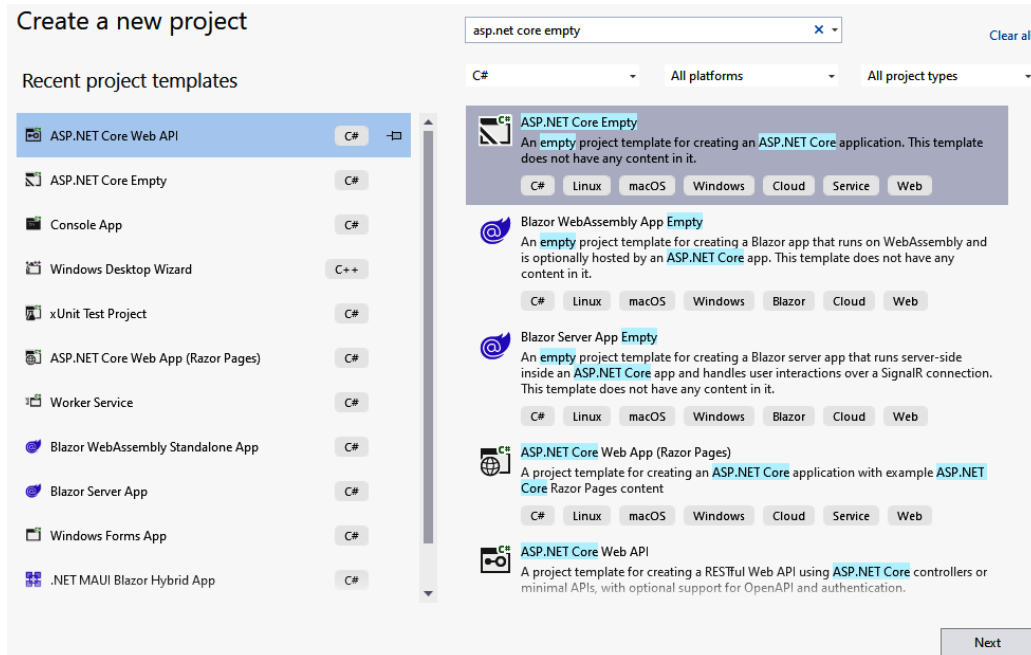 Create a new project
asp.net core empty
Clear al
Recent project templates
C#
All platforms
All project types
ASP.NET Core Web API
C#
ASP.NET Core Empty
C#
Console App
C#
Windows Desktop Wizard
C++
xUnit Test Project
C#
ASP.NET Core Web App (Razor Pages)
C#
Worker Service
C#
Blazor WebAssembly Standalone App
C#
Blazor Server App
C#
Windows Forms App
C#
.NET MAUI Blazor Hybrid App
C#
ASP.NET Core Empty
An empty project template for creating an ASP.NET Core application. This template
does not have any content in it.
C# Linux macOS Windows Cloud Service Web
Blazor WebAssembly App Empty
An empty project template for creating a Blazor app that runs on WebAssembly and
is optionally hosted by an ASP.NET Core app. This template does not have any
content in it.
C# Linux macOS Windows Blazor Cloud Web
Blazor Server App Empty
An empty project template for creating a Blazor server app that runs server-side
inside an ASP.NET Core app and handles user interactions over a SignalR connection.
This template does not have any content in it.
C# Linux macOS Windows Blazor Cloud Web
ASP.NET Core Web App (Razor Pages)
A project template for creating an ASP.NET Core application with example ASP.NET
Core Razor Pages content
C# Linux macOS Windows Cloud Service Web
ASP.NET Core Web API
A project template for creating a RESTful Web API using ASP.NET Core controllers or
minimal APIs, with optional support for OpenAPI and authentication.
Next